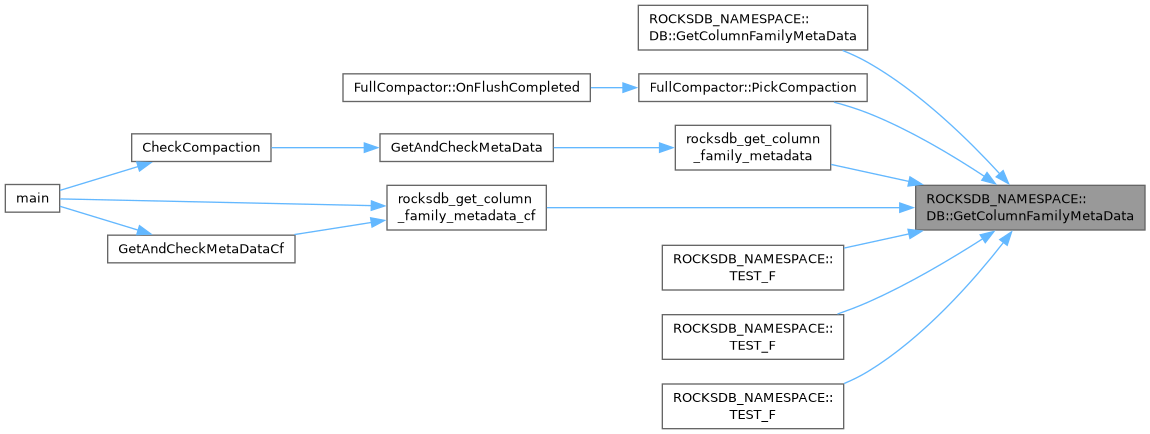 ROCKSDB_NAMESPACE::
DB::GetColumnFamilyMetaData
FullCompactor::OnFlushCompleted
FullCompactor::PickCompaction
CheckCompaction
GetAndCheckMetaData
rocksdb_get_column
_family_metadata
main
rocksdb_get_column
_family_metadata_cf
ROCKSDB_NAMESPACE::
DB::GetColumnFamilyMetaData
GetAndCheckMetaDataCf
ROCKSDB_NAMESPACE::
TEST_F
ROCKSDB_NAMESPACE::
TEST_F
ROCKSDB_NAMESPACE::
TEST_F